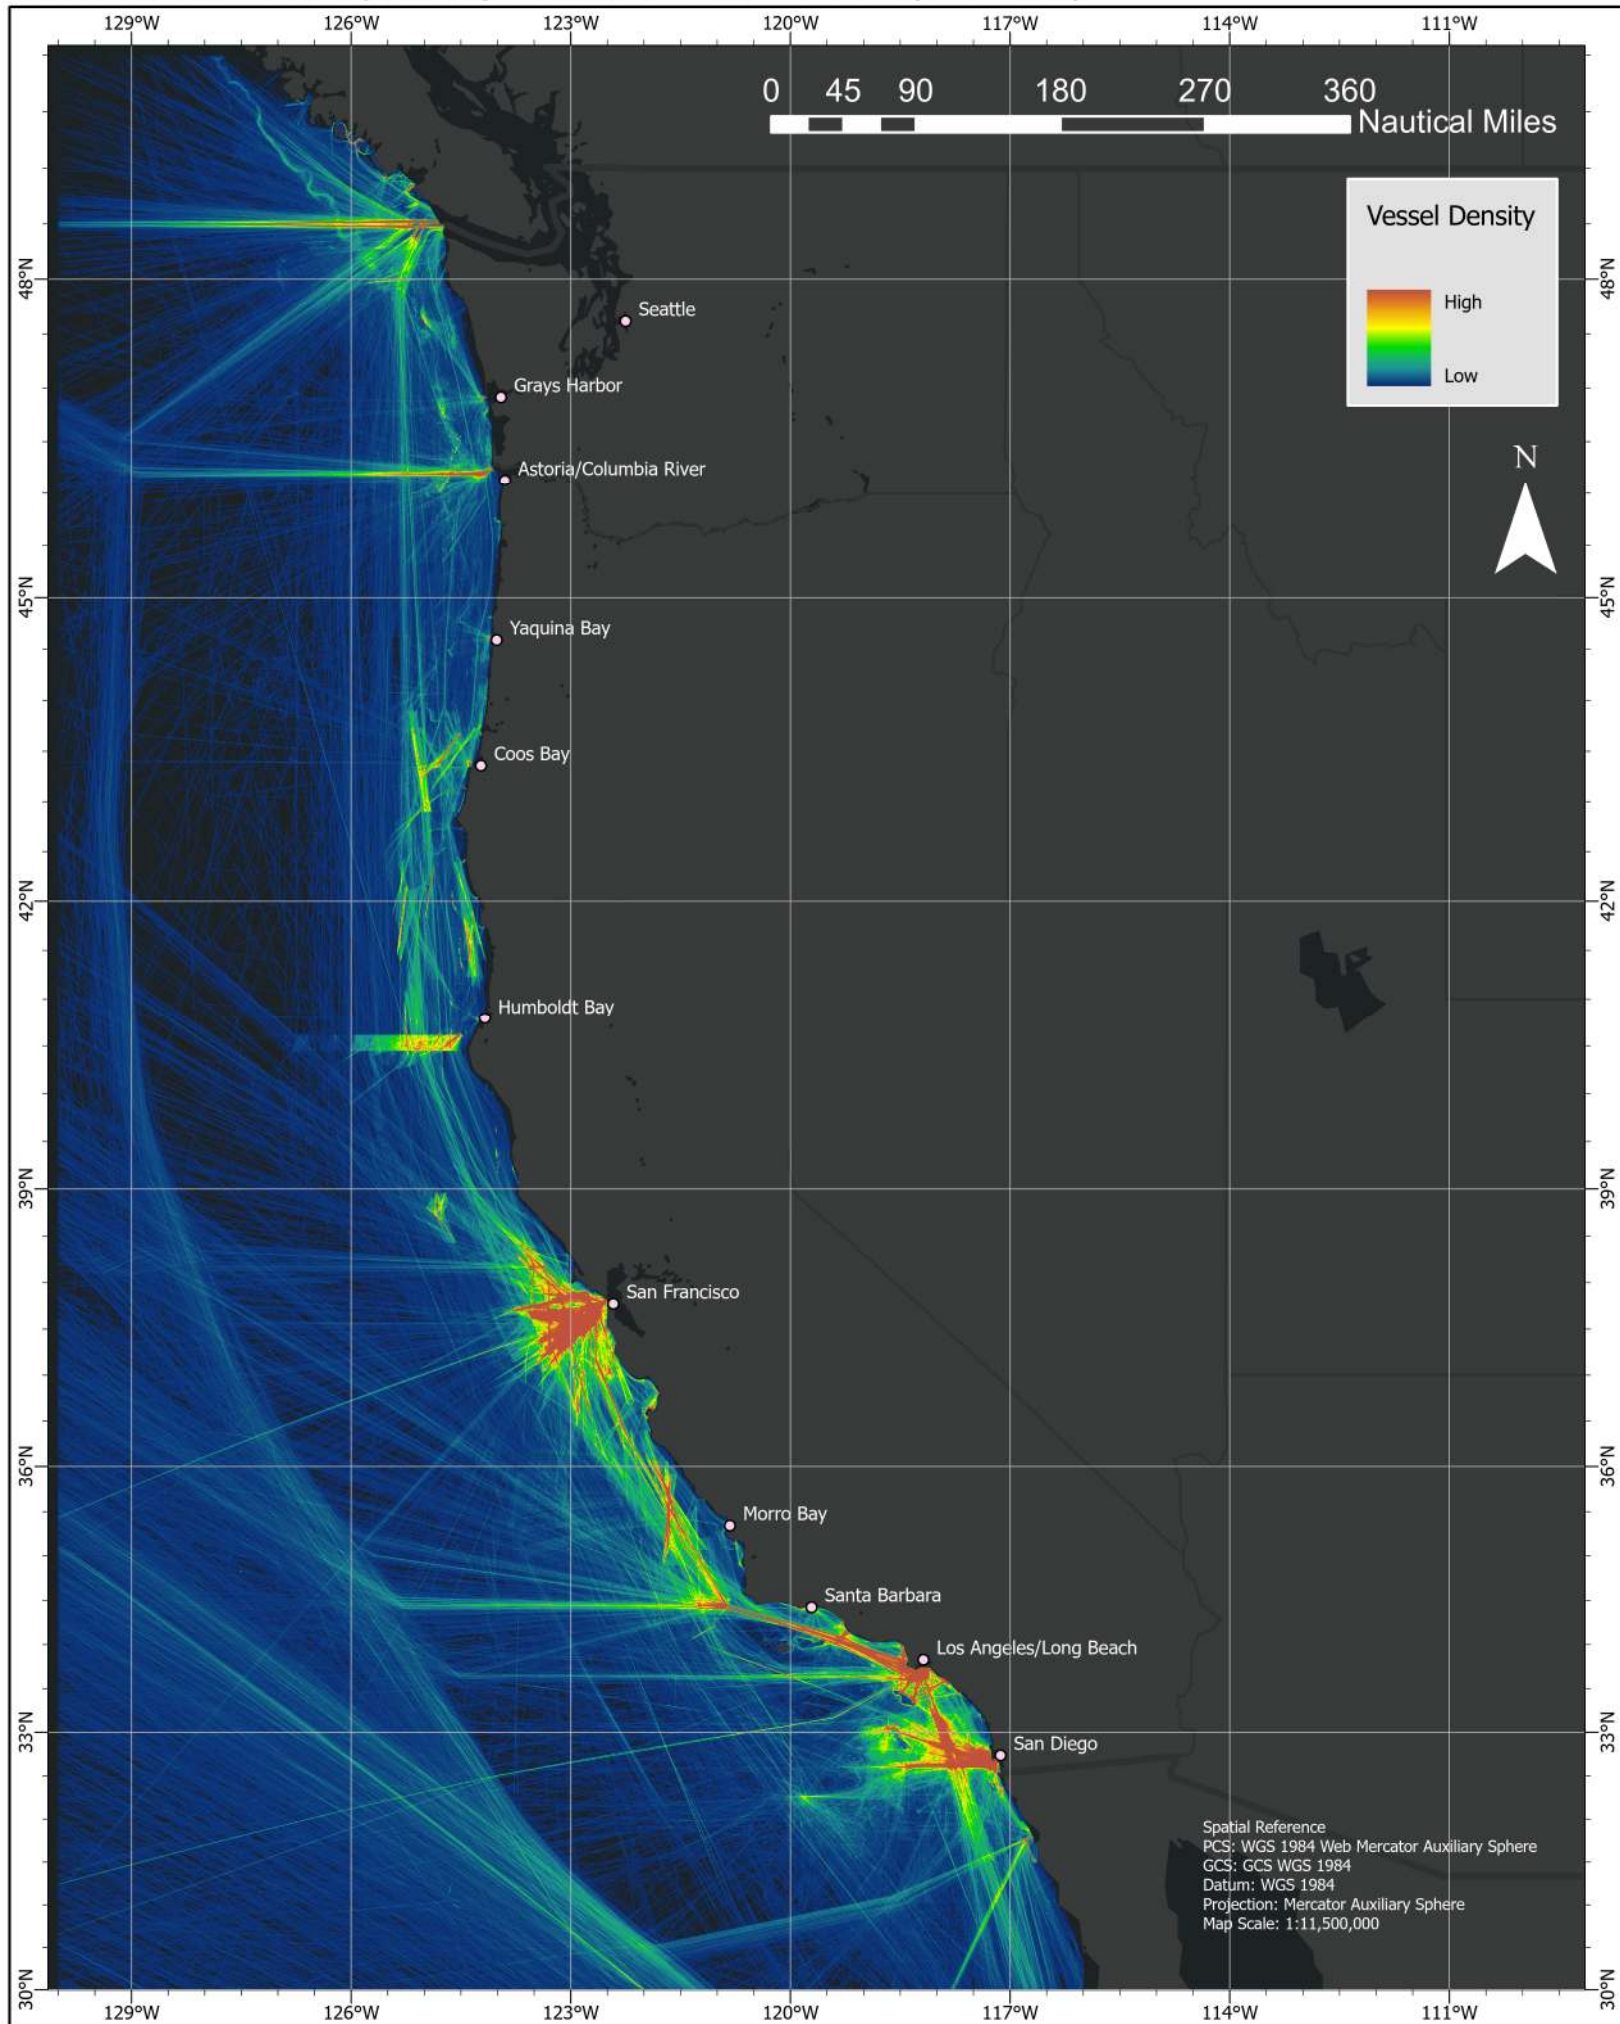 129°W 126°W 123°W 120°W 117°W 114°W 111°W
0 45 90 180 270 360
Nautical Miles
Vessel Density
High
Low
N
48°N 48°N
Seattle
Grays Harbor
Astoria/Columbia River
45°N 45°N
Yaquina Bay
Coos Bay
42°N 42°N
Humboldt Bay
39°N 39°N
San Francisco
36°N 36°N
Morro Bay
Santa Barbara
Los Angeles/Long Beach
33°N 33°N
San Diego
Spatial Reference
PCS: WGS 1984 Web Mercator Auxiliary Sphere
GCS: GCS WGS 1984
Datum: WGS 1984
Projection: Mercator Auxiliary Sphere
Map Scale: 1:11,500,000
30°N 30°N
129°W 126°W 123°W 120°W 117°W 114°W 111°W